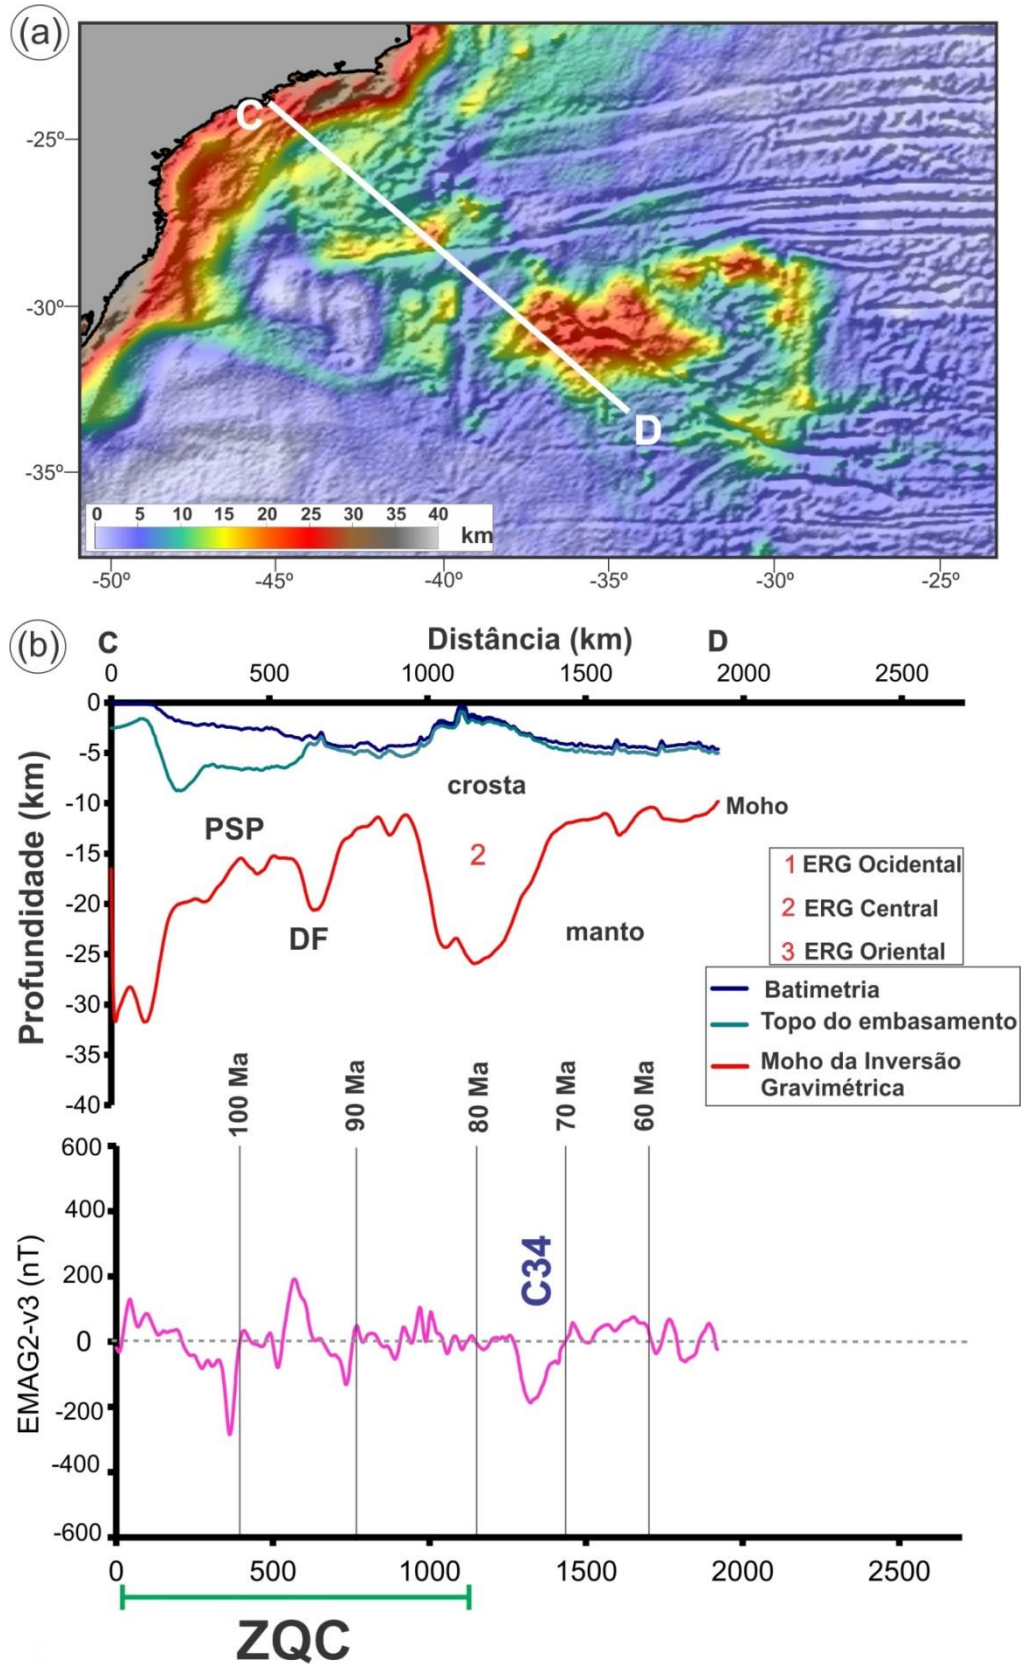 (a)
C
D
-25º
-30º
-35º
0 5 10 15 20 25 30 35 40
km
-50º -45º -40º -35º -30º -25º
(b)
C Distância (km) D
0 500 1000 1500 2000 2500
Profundidade (km)
0
-5
-10
-15
-20
-25
-30
-35
-40
crosta
Moho
PSP
2
DF
manto
1 ERG Ocidental
2 ERG Central
3 ERG Oriental
Batimetria
Topo do embasamento
Moho da Inversão
Gravimétrica
100 Ma
90 Ma
80 Ma
70 Ma
60 Ma
EMAG2-v3 (nT)
600
400
200
0
-200
-400
-600
C34
0 500 1000 1500 2000 2500
ZQC